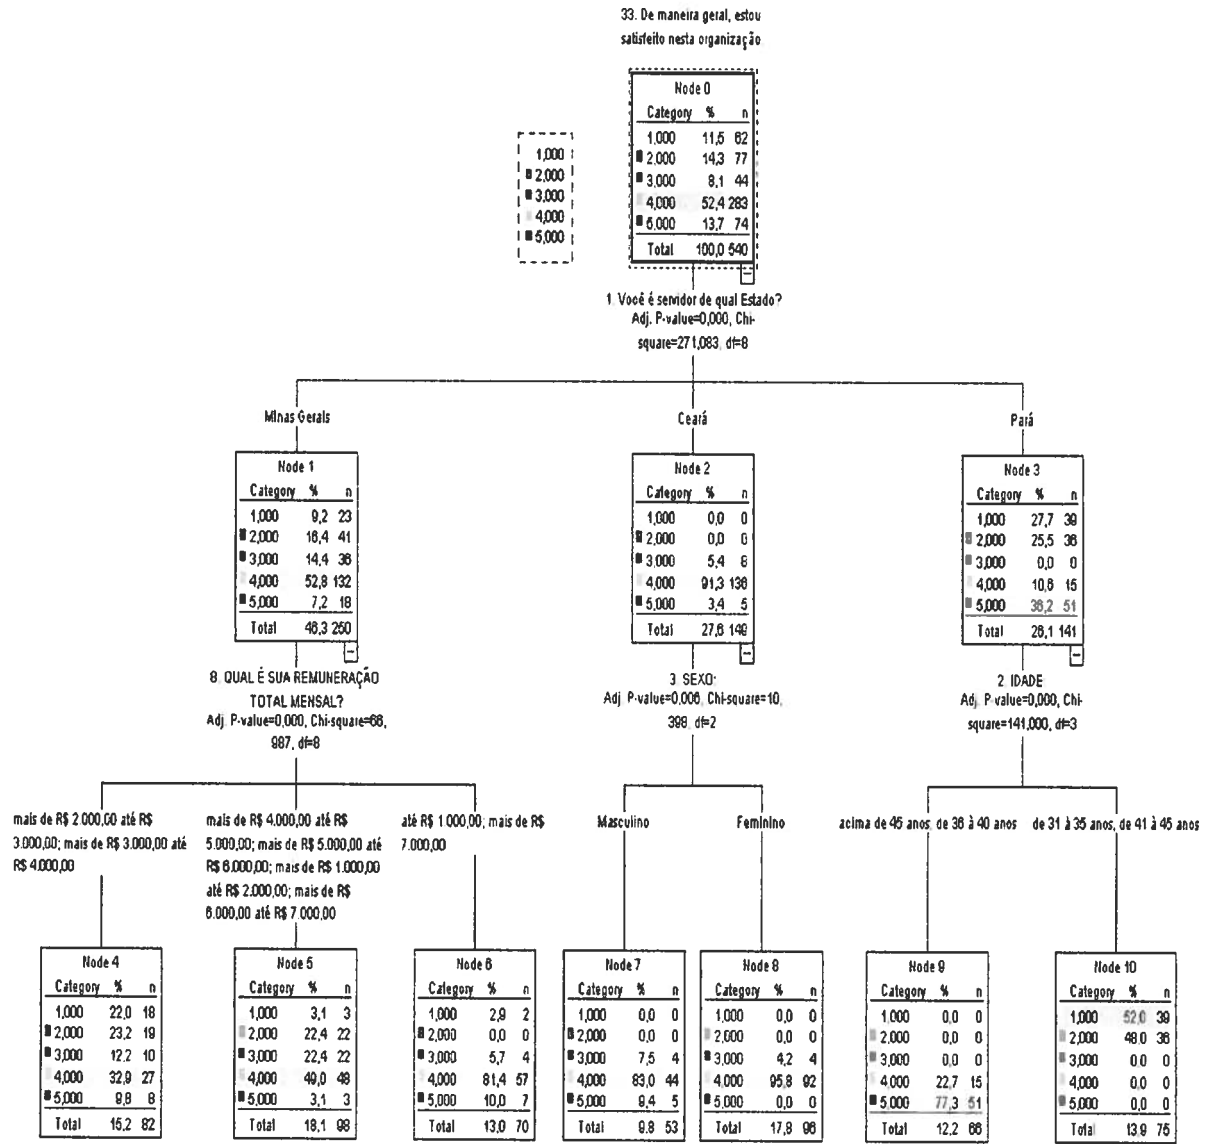 33. De maneira geral, estou
satisfeito nesta organização
Node 0
Category % n
1,000 11,5 62
2,000 14,3 77
3,000 8,1 44
4,000 52,4 283
5,000 13,7 74
Total 100,0 540
1,000
2,000
3,000
4,000
5,000
1. Você é servidor de qual Estado?
Adj. P-value=0,000, Chi-
square=271,083, df=8
Minas Gerais
Ceará
Pará
Node 1
Category % n
1,000 9,2 23
2,000 16,4 41
3,000 14,4 36
4,000 52,8 132
5,000 7,2 18
Total 46,3 250
Node 2
Category % n
1,000 0,0 0
2,000 0,0 0
3,000 5,4 8
4,000 91,3 136
5,000 3,4 5
Total 27,6 149
Node 3
Category % n
1,000 27,7 39
2,000 25,5 36
3,000 0,0 0
4,000 10,6 15
5,000 36,2 51
Total 26,1 141
8. QUAL É SUA REMUNERAÇÃO
TOTAL MENSAL?
Adj. P-value=0,000, Chi-square=66,
987, df=8
3. SEXO:
Adj. P-value=0,006, Chi-square=10,
398, df=2
2. IDADE
Adj. P-value=0,000, Chi-
square=141,000, df=3
mais de R$ 2.000,00 até R$
3.000,00; mais de R$ 3.000,00 até
R$ 4.000,00
mais de R$ 4.000,00 até R$
5.000,00; mais de R$ 5.000,00 até
R$ 6.000,00; mais de R$ 1.000,00
até R$ 2.000,00; mais de R$
6.000,00 até R$ 7.000,00
até R$ 1.000,00; mais de R$
7.000,00
Masculino
Feminino
acima de 45 anos, de 36 à 40 anos
de 31 à 35 anos, de 41 à 45 anos
Node 4
Category % n
1,000 22,0 18
2,000 23,2 19
3,000 12,2 10
4,000 32,9 27
5,000 9,8 8
Total 15,2 82
Node 5
Category % n
1,000 3,1 3
2,000 22,4 22
3,000 22,4 22
4,000 49,0 48
5,000 3,1 3
Total 18,1 98
Node 6
Category % n
1,000 2,9 2
2,000 0,0 0
3,000 5,7 4
4,000 81,4 57
5,000 10,0 7
Total 13,0 70
Node 7
Category % n
1,000 0,0 0
2,000 0,0 0
3,000 7,5 4
4,000 83,0 44
5,000 9,4 5
Total 9,8 53
Node 8
Category % n
1,000 0,0 0
2,000 0,0 0
3,000 4,2 4
4,000 95,8 92
5,000 0,0 0
Total 17,8 96
Node 9
Category % n
1,000 0,0 0
2,000 0,0 0
3,000 0,0 0
4,000 22,7 15
5,000 77,3 51
Total 12,2 66
Node 10
Category % n
1,000 52,0 39
2,000 48,0 36
3,000 0,0 0
4,000 0,0 0
5,000 0,0 0
Total 13,9 75